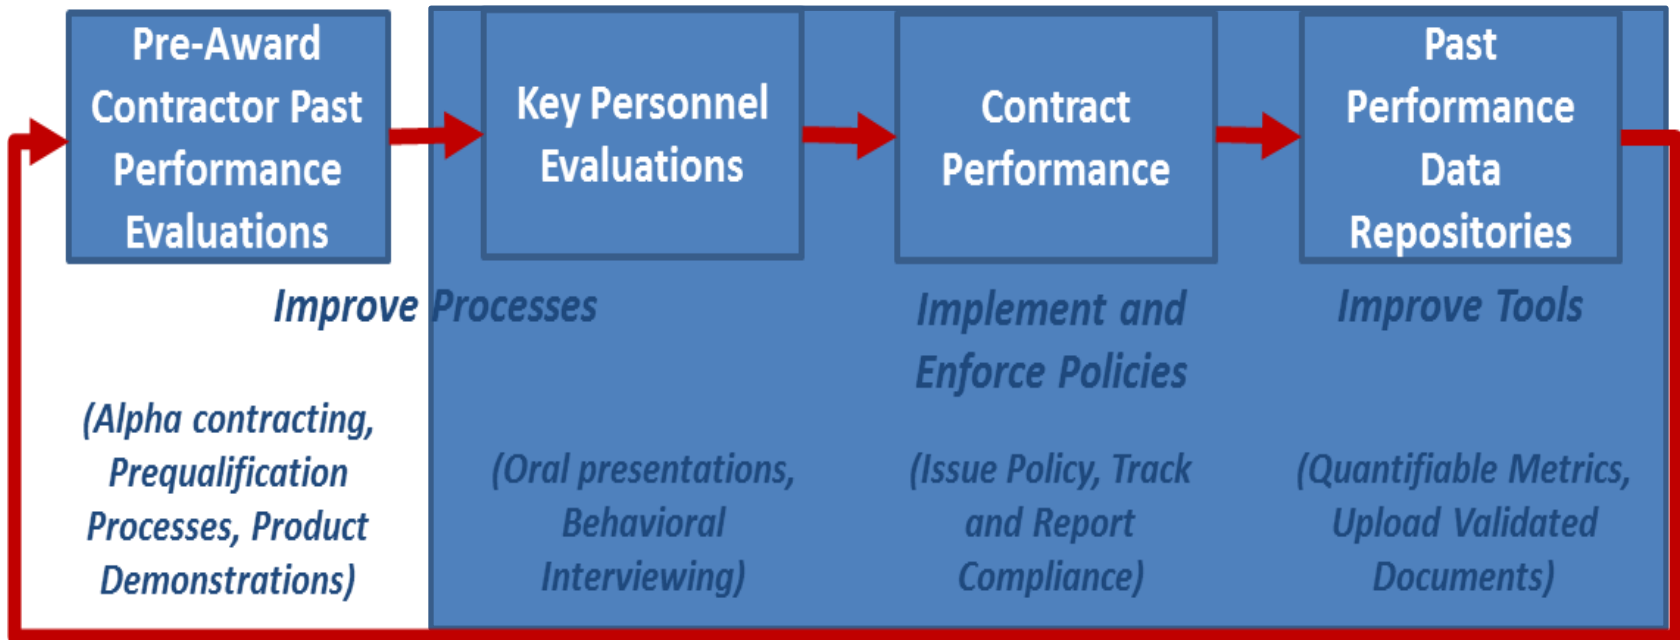 Pre-Award
Contractor Past
Performance
Evaluations
Key Personnel
Evaluations
Contract
Performance
Past
Performance
Data
Repositories
Improve Processes
Implement and
Enforce Policies
Improve Tools
(Alpha contracting,
Prequalification
Processes, Product
Demonstrations)
(Oral presentations,
Behavioral
Interviewing)
(Issue Policy, Track
and Report
Compliance)
(Quantifiable Metrics,
Upload Validated
Documents)